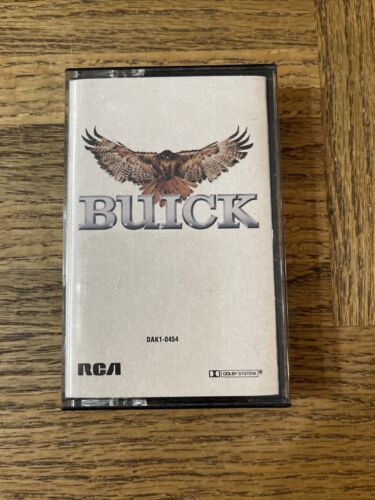 BUICK
DAK1-0454
RCA
DOLBY SYSTEM ®